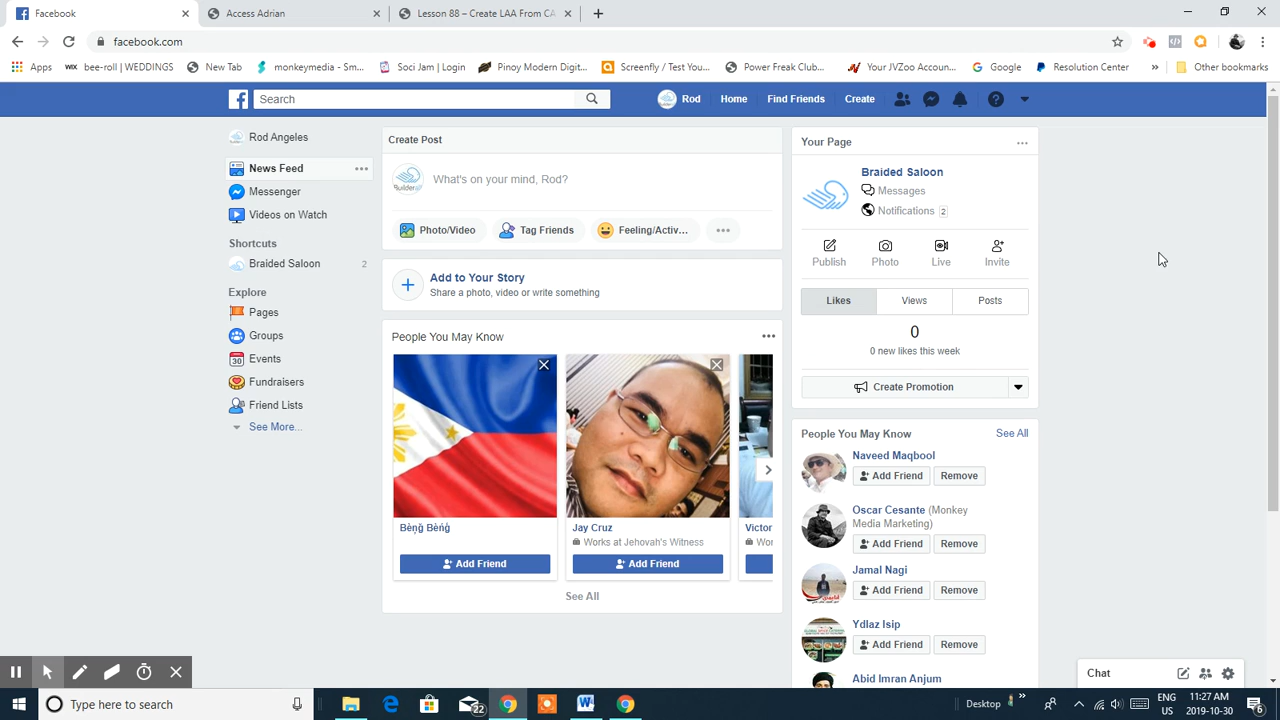 Facebook
Access Adrian
Lesson 88 – Create LAA From CA
facebook.com
Apps
WIX bee-roll | WEDDINGS
New Tab
monkeymedia - Sm...
Soci Jam | Login
Pinoy Modern Digit...
Screenfly / Test You...
Power Freak Club...
Your JVZoo Accoun...
Google
Resolution Center
»
Other bookmarks
Search
Rod
Home
Find Friends
Create
Rod Angeles
News Feed
Messenger
Videos on Watch
Shortcuts
Braided Saloon 2
Explore
Pages
Groups
30 Events
Fundraisers
Friend Lists
See More...
Create Post
Builderall
What's on your mind, Rod?
Photo/Video
Tag Friends
Feeling/Activ...
Add to Your Story
Share a photo, video or write something
People You May Know
Jay Cruz
Works at Jehovah's Witness
Victor
Wor
Add Friend
Add Friend
See All
Your Page
Braided Saloon
Messages
Notifications 2
Publish
Photo
Live
Invite
Likes
Views
Posts
0
0 new likes this week
Create Promotion
People You May Know
See All
Naveed Maqbool
Add Friend
Remove
Oscar Cesante (Monkey
Media Marketing)
Add Friend
Remove
Jamal Nagi
Add Friend
Remove
Ydlaz Isip
Add Friend
Remove
Abid Imran Anjum
Chat
Type here to search
22
Desktop
»
ENG
US
11:27 AM
2019-10-30
6